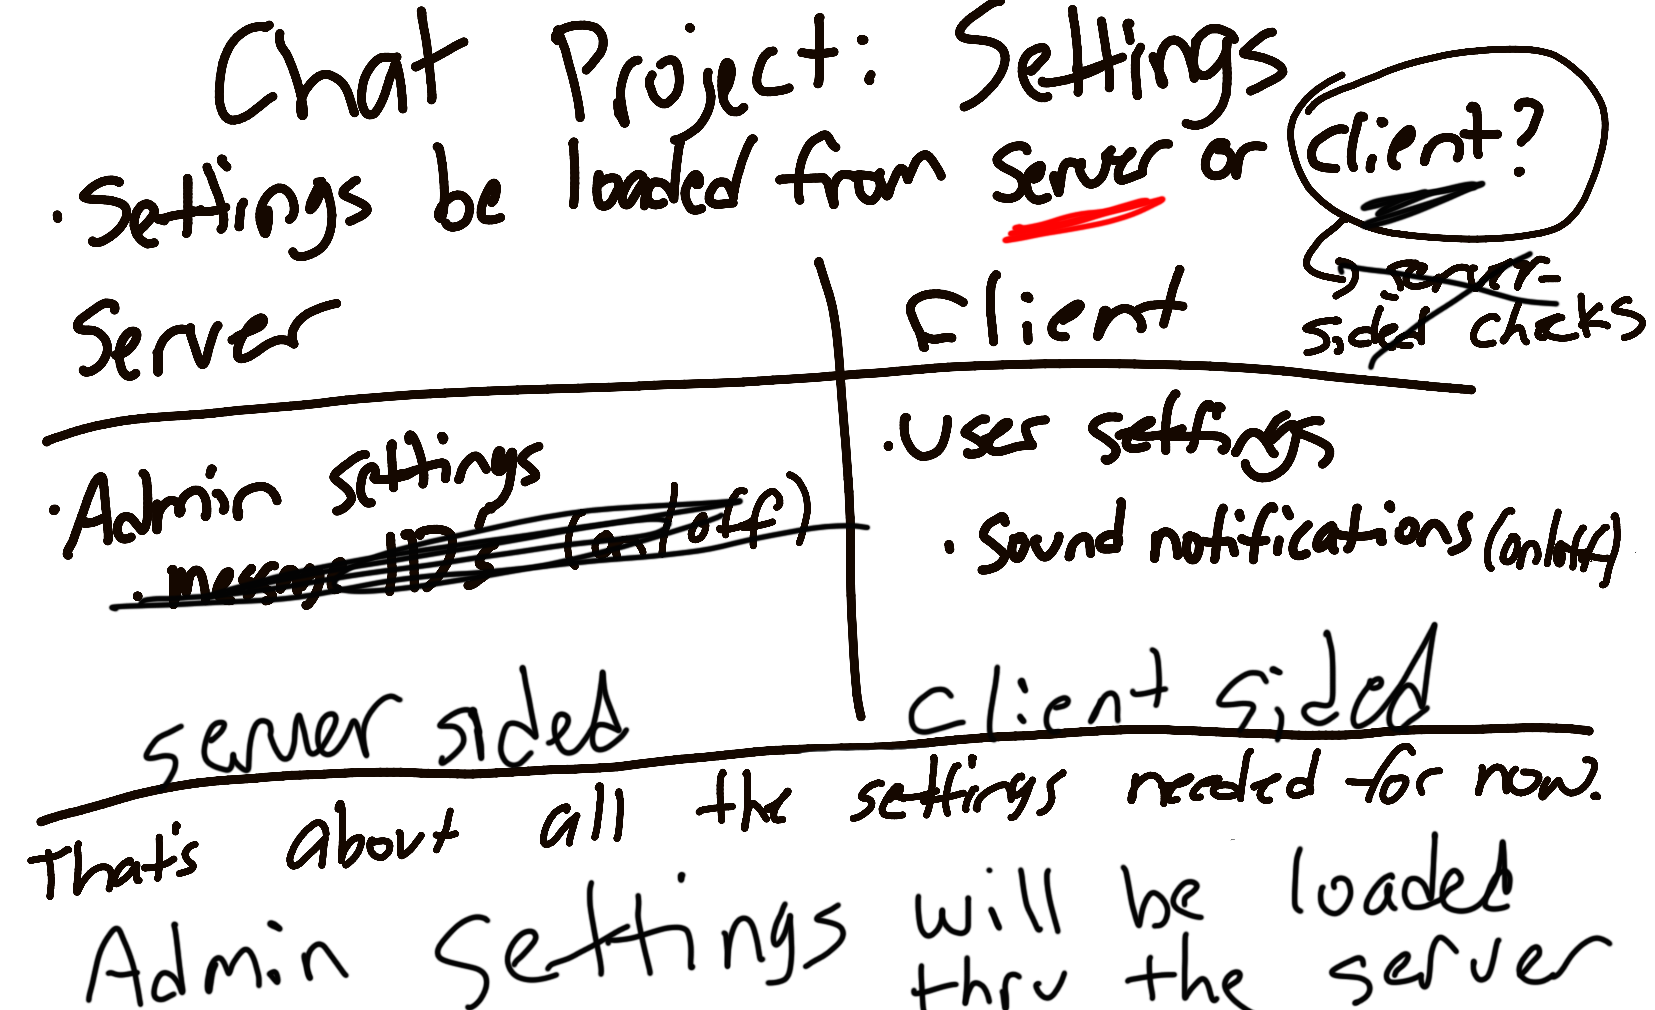 Chat Project: Settings
· Settings be loaded from server or client?
server-
sided checks
Server
Client
· Admin settings
· message IDs (on/off)
· User settings
· Sound notifications (on/off)
server sided
client sided
That's about all the settings needed for now.
Admin settings will be loaded
thru the server